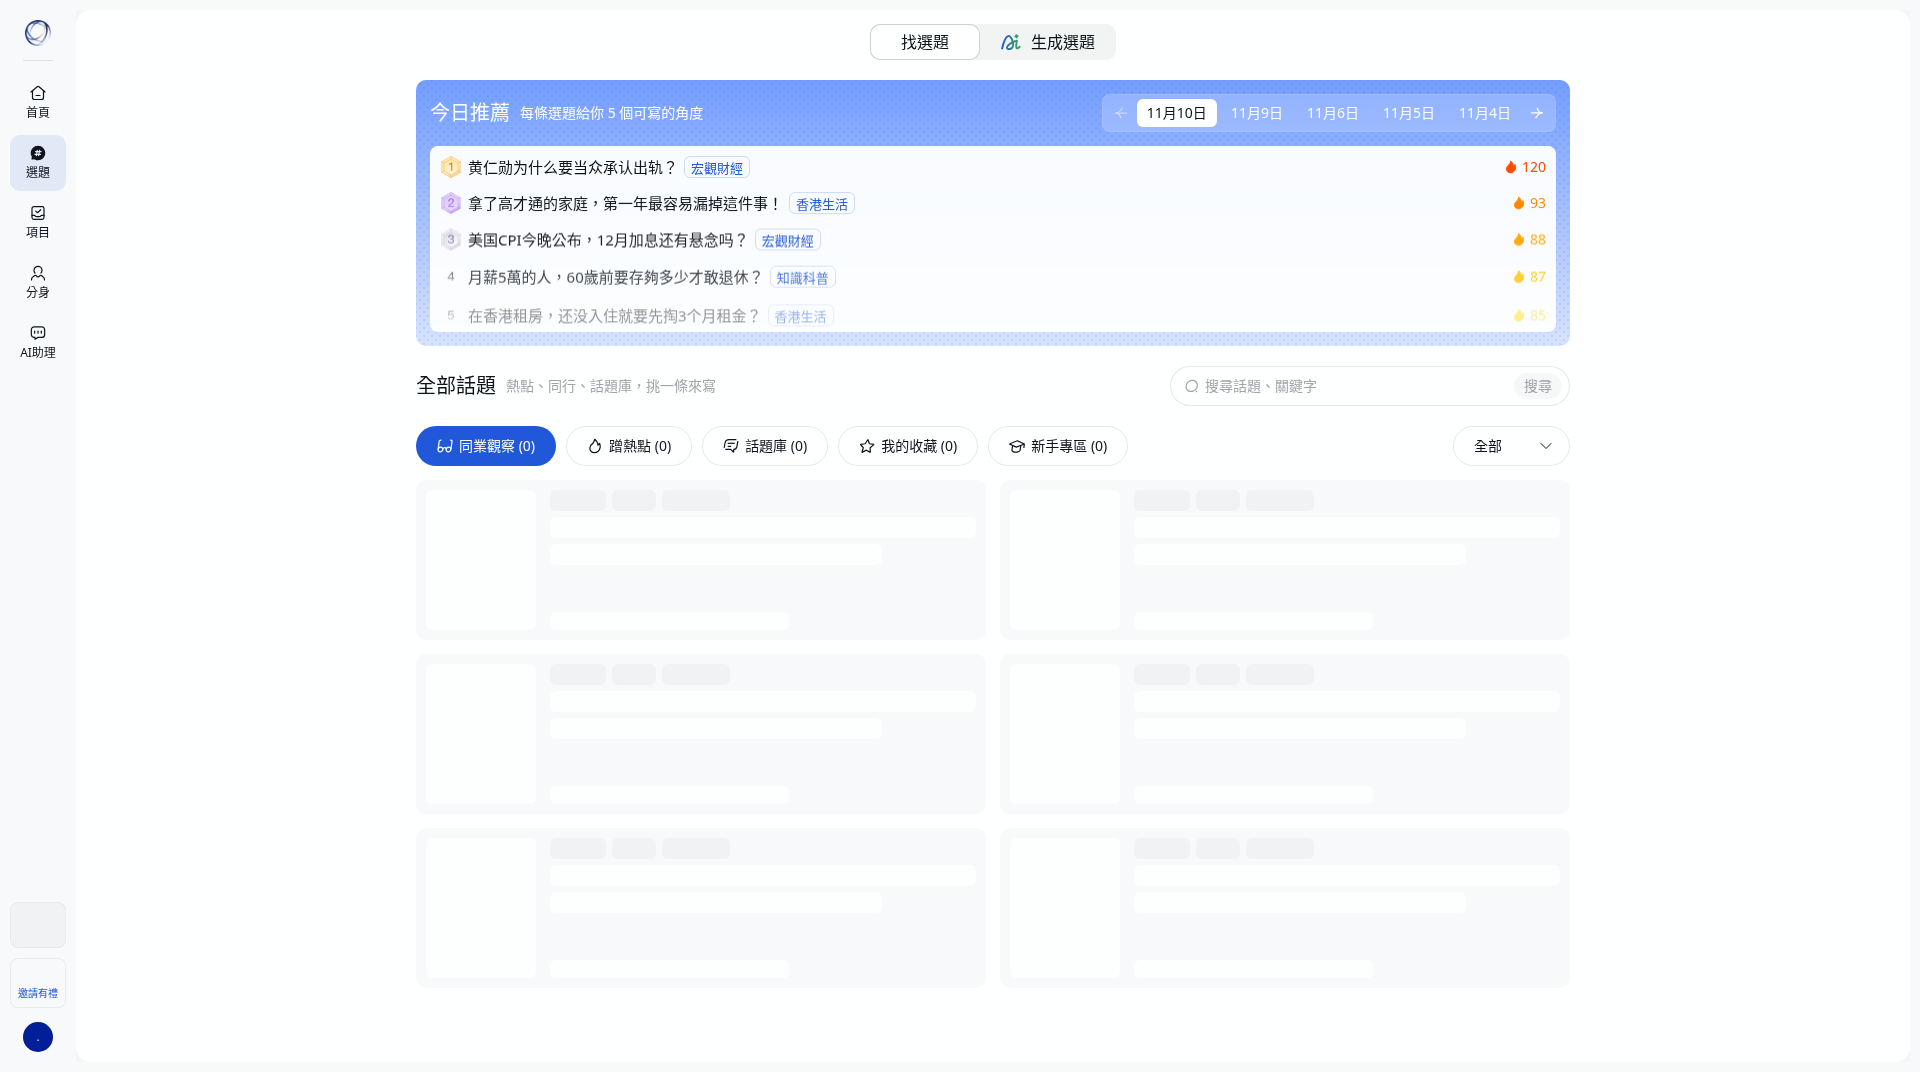 找選題
生成選題
首頁
選題
項目
分身
AI助理
邀請有禮
今日推薦 每條選題給你 5 個可寫的角度
11月10日 11月9日 11月6日 11月5日 11月4日
1 黄仁勋为什么要当众承认出轨？ 宏觀財經 120
2 拿了高才通的家庭，第一年最容易漏掉這件事！ 香港生活 93
3 美国CPI今晚公布，12月加息还有悬念吗？ 宏觀財經 88
4 月薪5萬的人，60歲前要存夠多少才敢退休？ 知識科普 87
5 在香港租房，还没入住就要先掏3个月租金？ 香港生活 85
全部話題 熱點、同行、話題庫，挑一條來寫
搜尋話題、關鍵字 搜尋
同業觀察 (0) 蹭熱點 (0) 話題庫 (0) 我的收藏 (0) 新手專區 (0) 全部